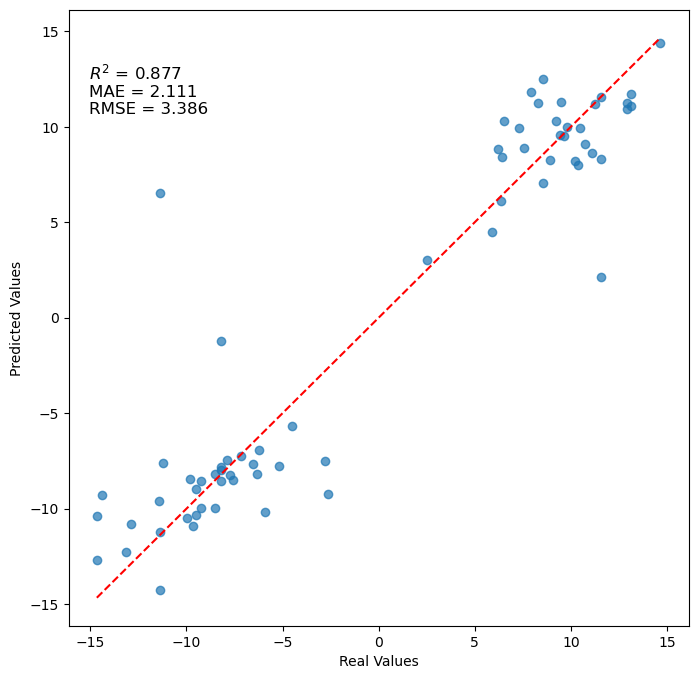 R² = 0.877
MAE = 2.111
RMSE = 3.386
15
10
5
0
−5
−10
−15
Predicted Values
−15 −10 −5 0 5 10 15
Real Values